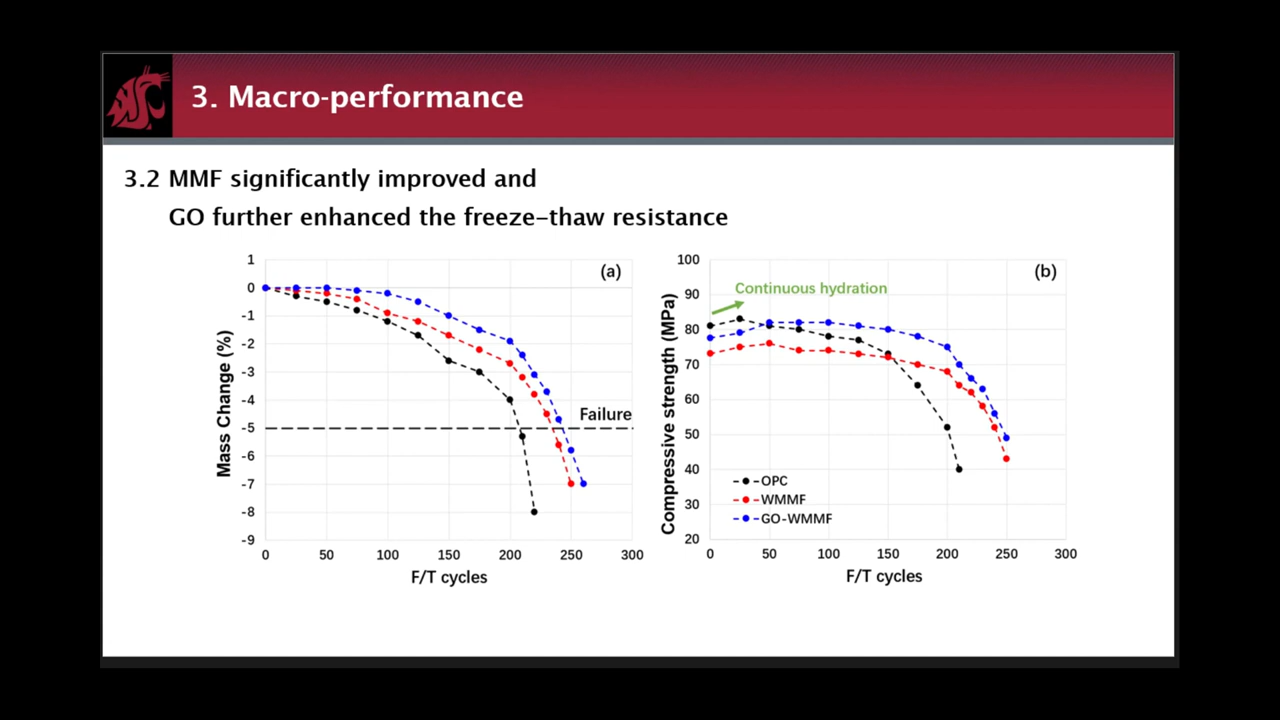 3. Macro-performance
3.2 MMF significantly improved and
GO further enhanced the freeze-thaw resistance
Mass Change (%)
1
0
-1
-2
-3
-4
-5
-6
-7
-8
-9
(a)
Failure
0 50 100 150 200 250 300
F/T cycles
Compressive strength (MPa)
100
90
80
70
60
50
40
30
20
(b)
Continuous hydration
OPC
WMMF
GO-WMMF
0 50 100 150 200 250 300
F/T cycles